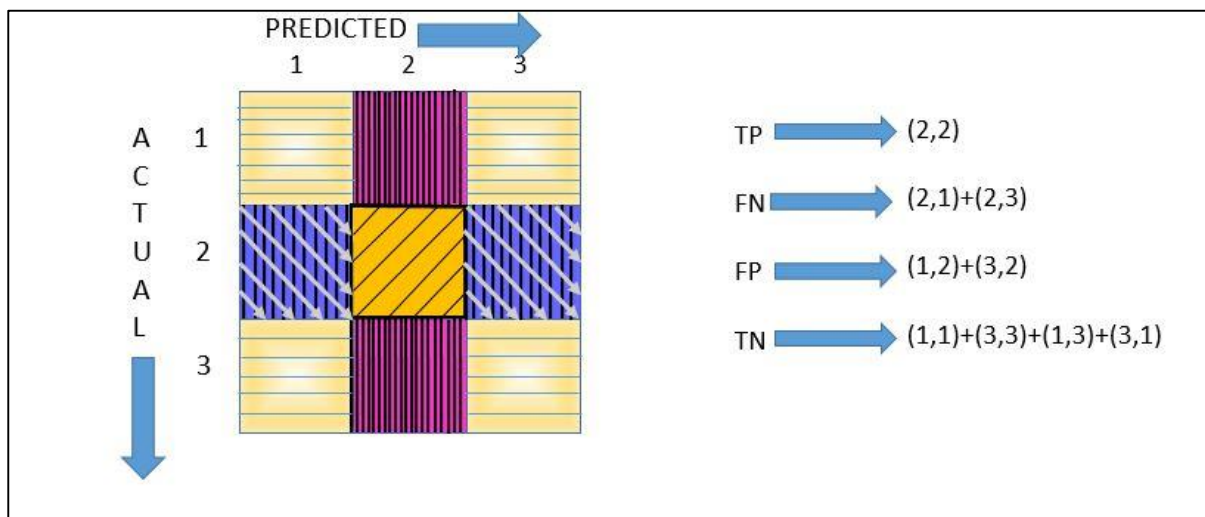 PREDICTED
1 2 3
ACTUAL
1
2
3
TP (2,2)
FN (2,1)+(2,3)
FP (1,2)+(3,2)
TN (1,1)+(3,3)+(1,3)+(3,1)